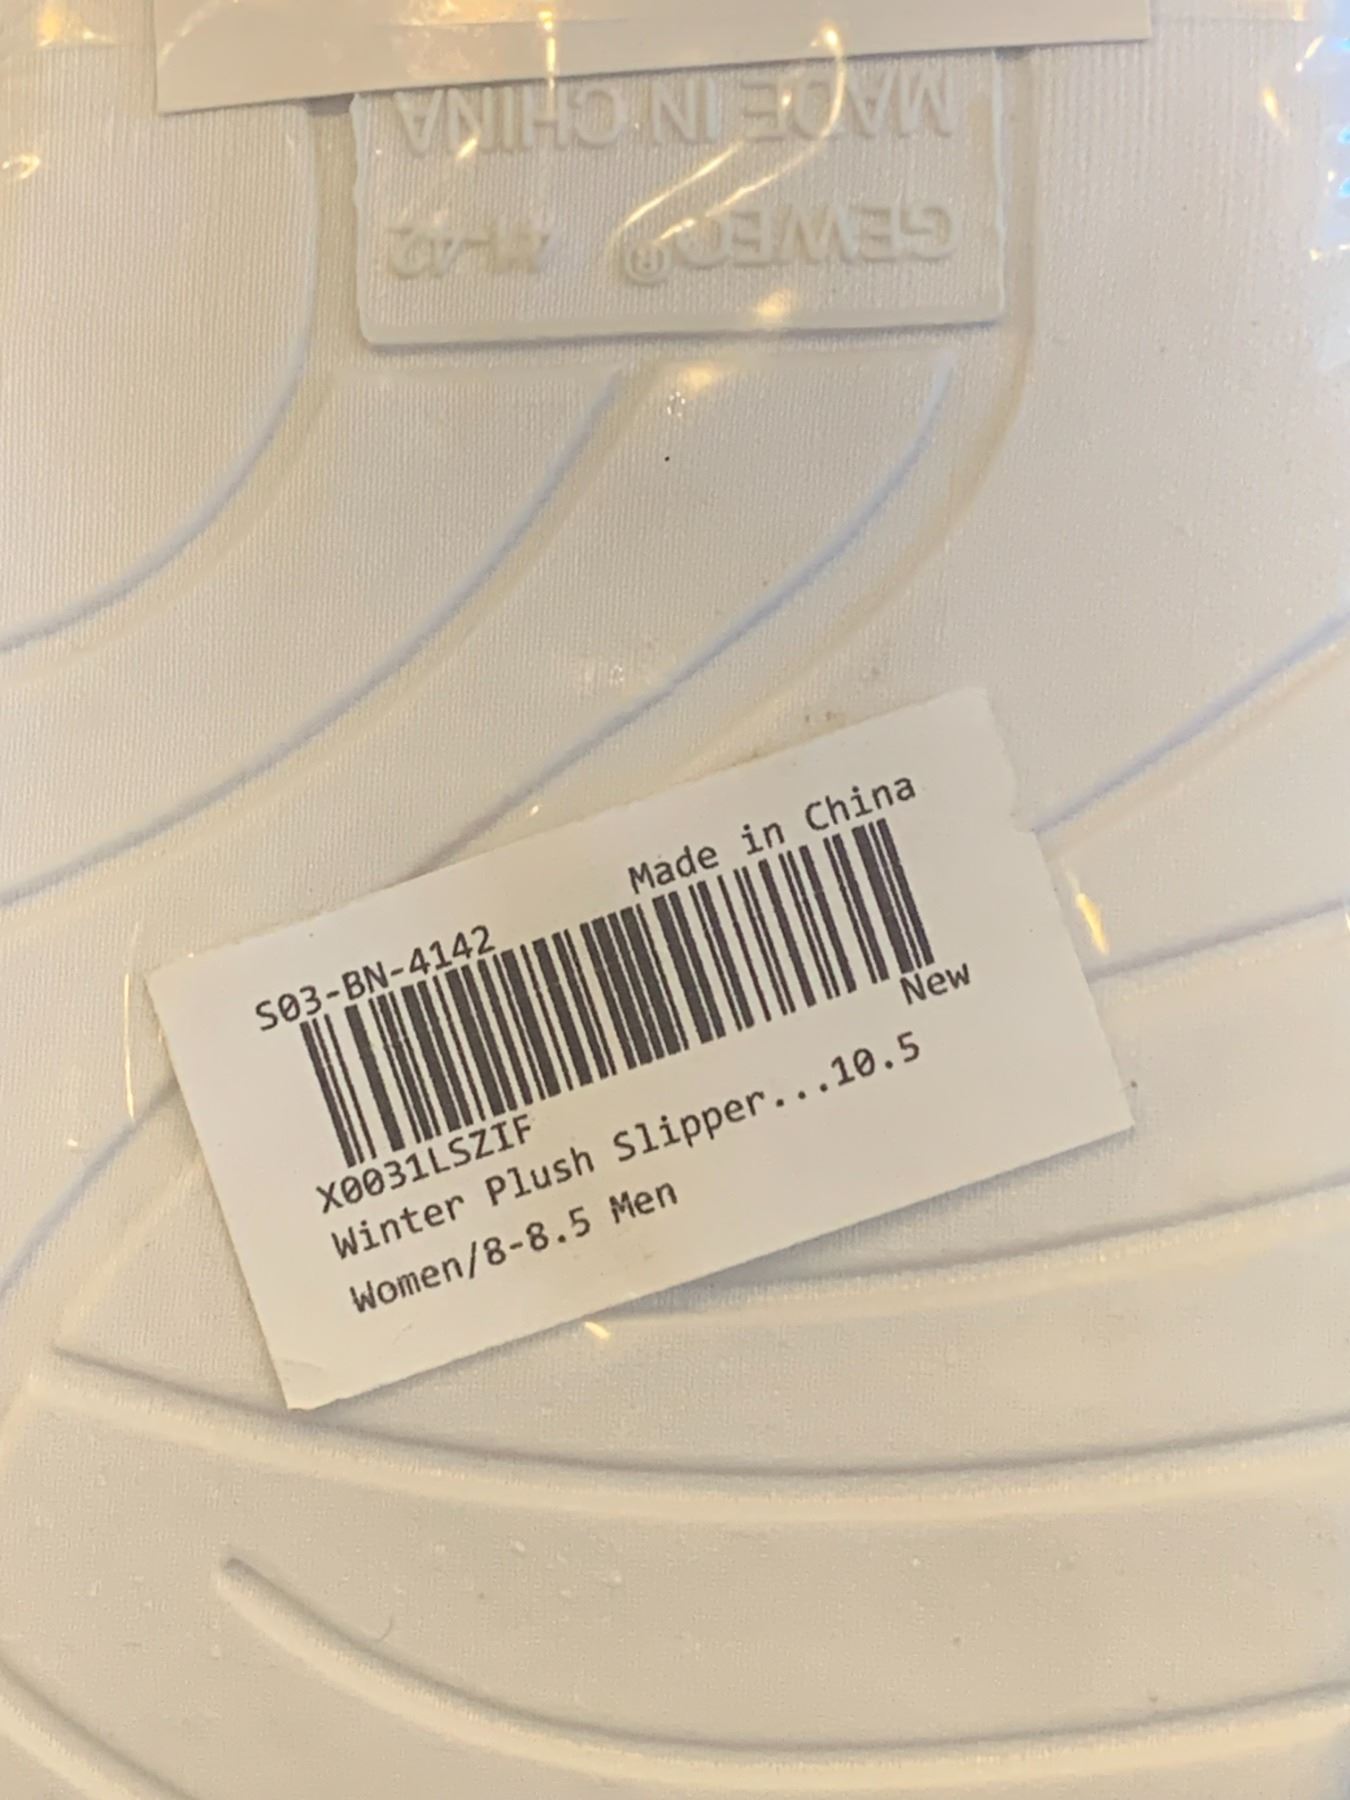 MADE IN CHINA
GEWEO® 41-42
Made in China
S03-BN-4142
New
X0031LSZIF
Winter Plush Slipper...10.5
Women/8-8.5 Men